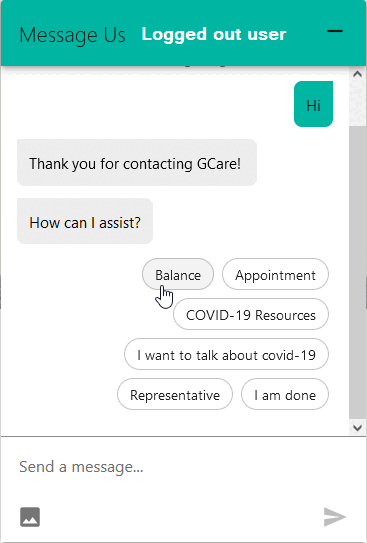 Message Us Logged out user
Hi
Thank you for contacting GCare!
How can I assist?
Balance Appointment
COVID-19 Resources
I want to talk about covid-19
Representative I am done
Send a message...